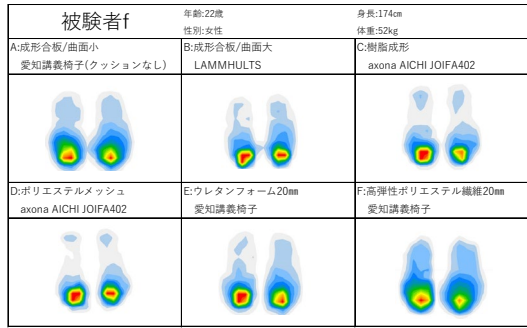 被験者f
年齢:22歳
性別:女性
身長:174㎝
体重:52kg
A:成形合板/曲面小
愛知講義椅子(クッションなし)
B:成形合板/曲面大
LAMMHULTS
C:樹脂成形
axona AICHI JOIFA402
D:ポリエステルメッシュ
axona AICHI JOIFA402
E:ウレタンフォーム20㎜
愛知講義椅子
F:高弾性ポリエステル繊維20㎜
愛知講義椅子